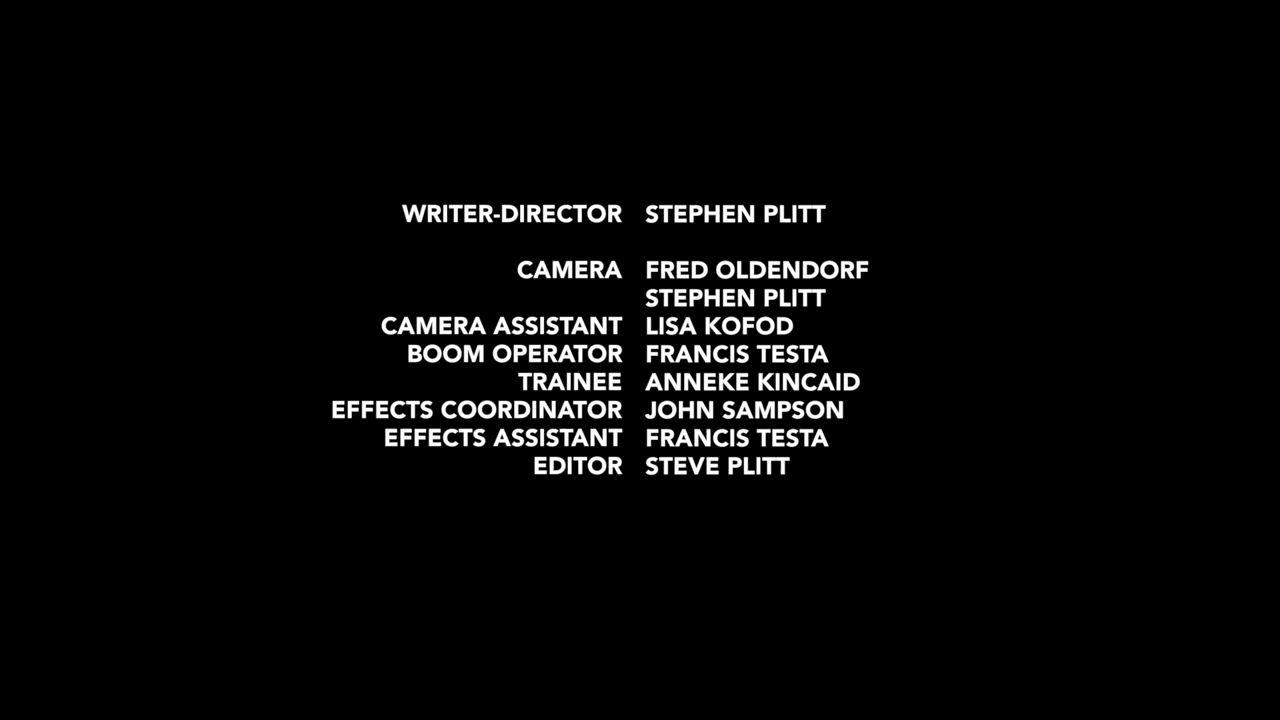 WRITER-DIRECTOR STEPHEN PLITT
CAMERA FRED OLDENDORF
STEPHEN PLITT
CAMERA ASSISTANT LISA KOFOD
BOOM OPERATOR FRANCIS TESTA
TRAINEE ANNEKE KINCAID
EFFECTS COORDINATOR JOHN SAMPSON
EFFECTS ASSISTANT FRANCIS TESTA
EDITOR STEVE PLITT